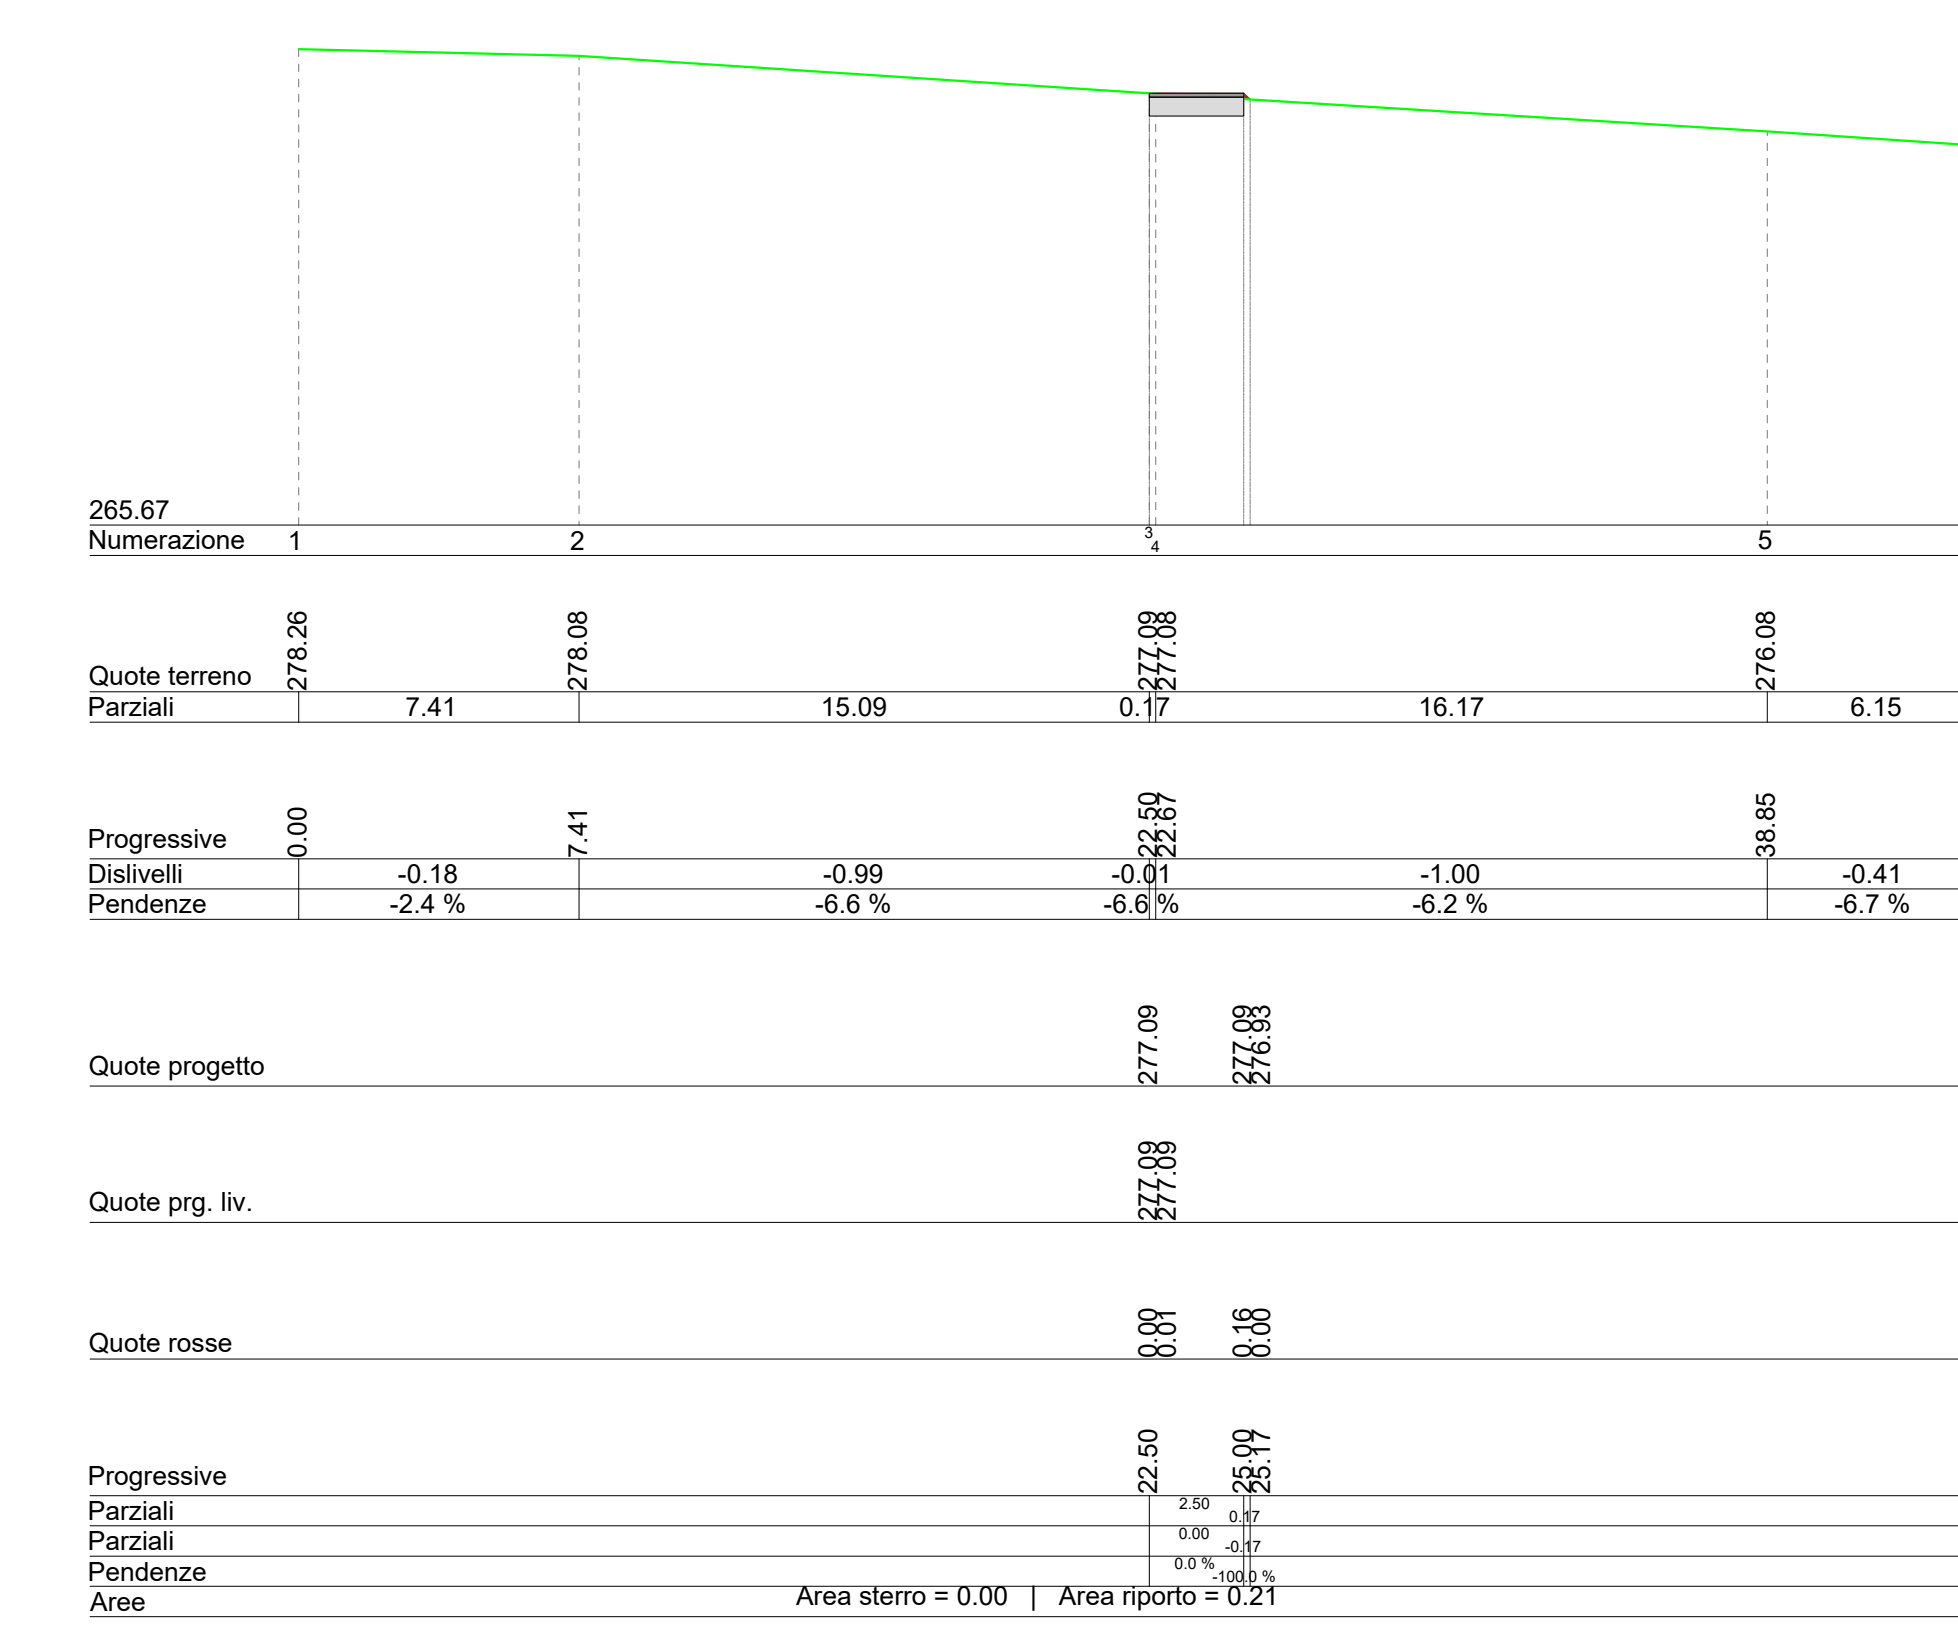 265.67
Numerazione 1 2 3 4 5
Quote terreno 278.26 278.08 277.09 277.08 276.08
Parziali 7.41 15.09 0.17 16.17 6.15
Progressive 0.00 7.41 22.50 22.67 38.85
Dislivelli -0.18 -0.99 -0.01 -1.00 -0.41
Pendenze -2.4 % -6.6 % -6.6 % -6.2 % -6.7 %
Quote progetto 277.09 277.09 276.93
Quote prg. liv. 277.09 277.09
Quote rosse 0.00 0.01 0.16 0.00
Progressive 22.50 25.00 25.17
Parziali 2.50 0.17
Parziali 0.00 -0.17
Pendenze 0.0 % -100.0 %
Aree Area sterro = 0.00 | Area riporto = 0.21